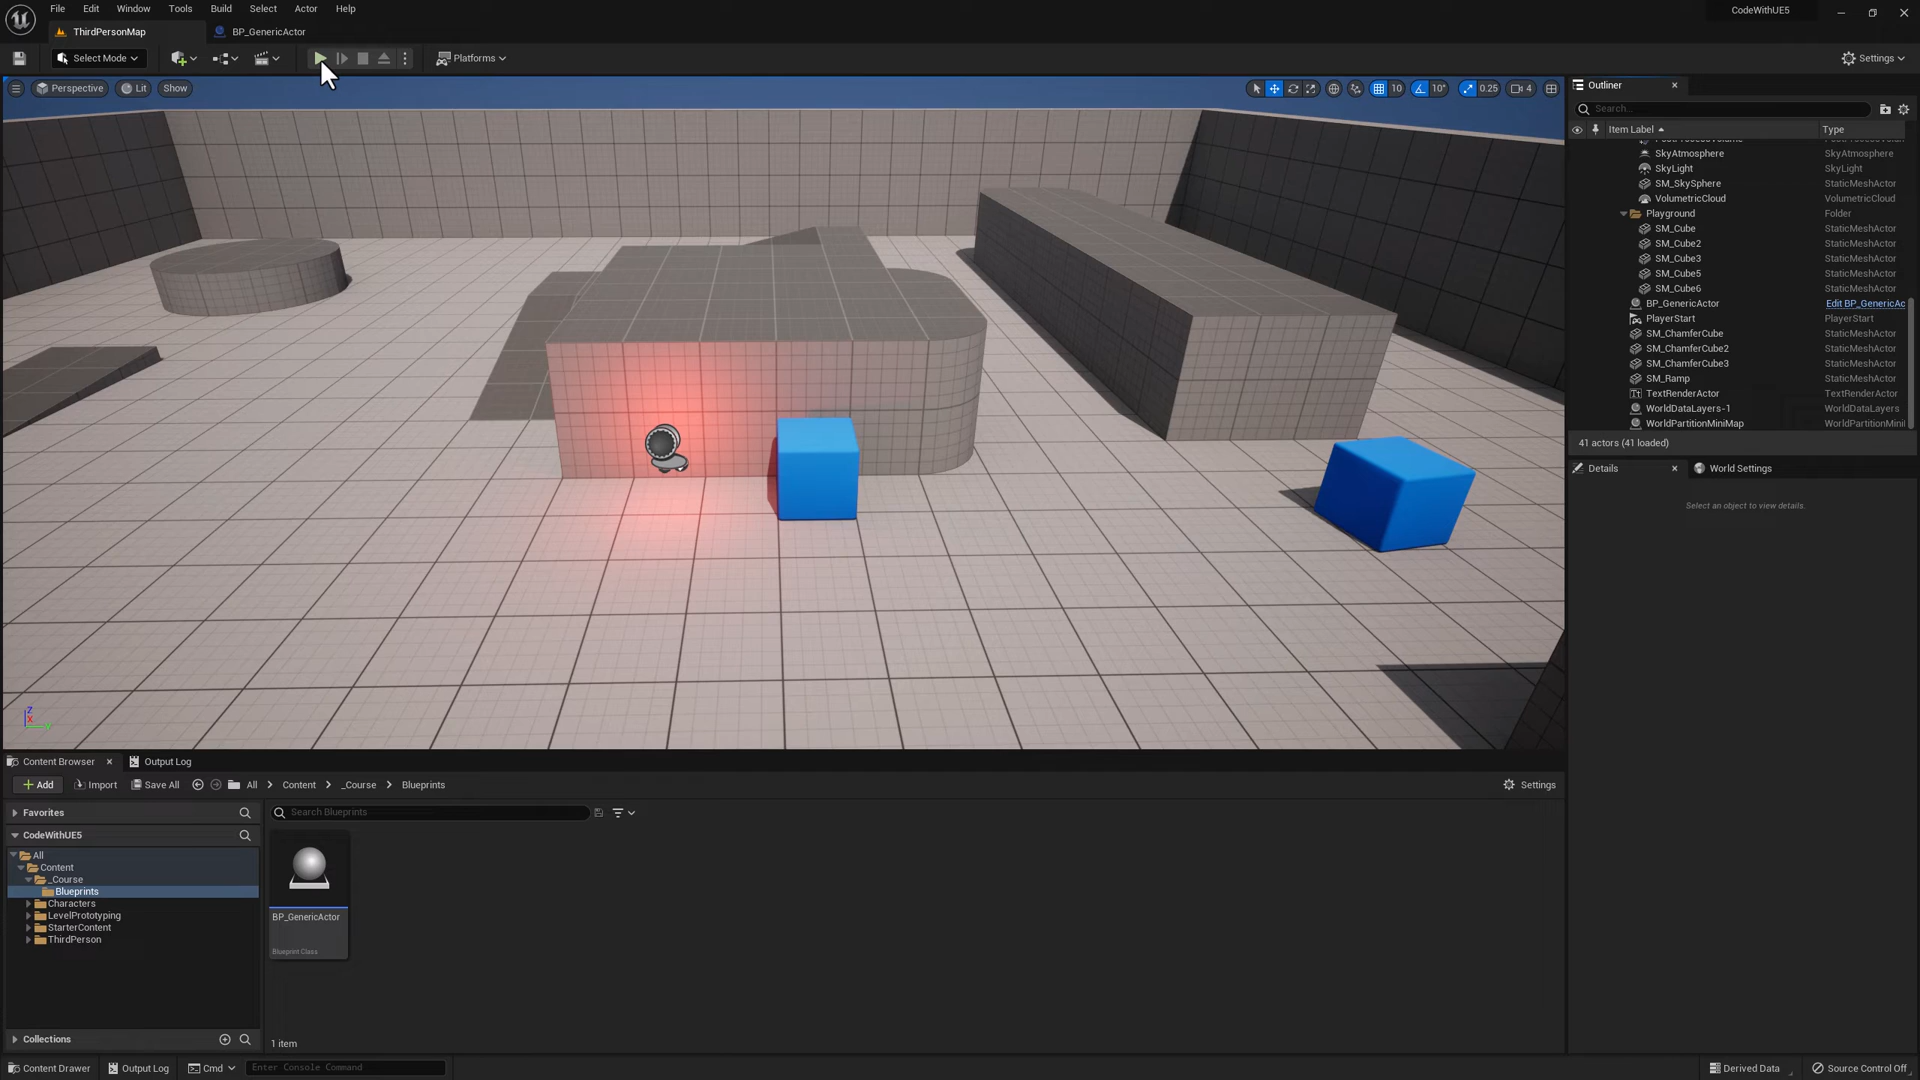 File Edit Window Tools Build Select Actor Help CodeWithUE5
ThirdPersonMap BP_GenericActor
Select Mode Platforms Settings
Perspective Lit Show 10 10° 0.25 4
Outliner
Search...
Item Label Type
SkyAtmosphere SkyAtmosphere
SkyLight SkyLight
SM_SkySphere StaticMeshActor
VolumetricCloud VolumetricCloud
Playground Folder
SM_Cube StaticMeshActor
SM_Cube2 StaticMeshActor
SM_Cube3 StaticMeshActor
SM_Cube5 StaticMeshActor
SM_Cube6 StaticMeshActor
BP_GenericActor Edit BP_GenericAc
PlayerStart PlayerStart
SM_ChamferCube StaticMeshActor
SM_ChamferCube2 StaticMeshActor
SM_ChamferCube3 StaticMeshActor
SM_Ramp StaticMeshActor
TextRenderActor TextRenderActor
WorldDataLayers-1 WorldDataLayers
WorldPartitionMiniMap WorldPartitionMini
41 actors (41 loaded)
Details World Settings
Select an object to view details.
Z
X
Content Browser Output Log
Add Import Save All All Content _Course Blueprints Settings
Favorites
Search Blueprints
CodeWithUE5
All
Content
_Course
Blueprints
Characters
LevelPrototyping
StarterContent
ThirdPerson
BP_GenericActor
Blueprint Class
Collections
1 item
Content Drawer Output Log Cmd Enter Console Command Derived Data Source Control Off